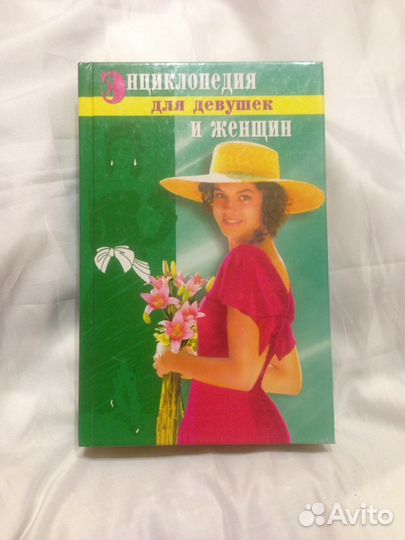 Энциклопедия
для девушек
и женщин
Avito